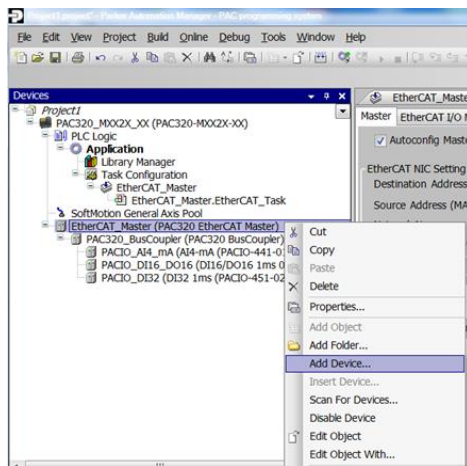 Project1.project* - Parker Automation Manager - PAC programming system
File Edit View Project Build Online Debug Tools Window Help
Devices
Project1
PAC320_MXX2X_XX (PAC320-MXX2X-XX)
PLC Logic
Application
Library Manager
Task Configuration
EtherCAT_Master
EtherCAT_Master.EtherCAT_Task
SoftMotion General Axis Pool
EtherCAT_Master (PAC320 EtherCAT Master)
PAC320_BusCoupler (PAC320 BusCoupler)
PACIO_AI4_mA (AI4-mA (PACIO-441-0
PACIO_DI16_DO16 (DI16/DO16 1ms 0
PACIO_DI32 (DI32 1ms (PACIO-451-02
EtherCAT_Maste
Master EtherCAT I/O
Autoconfig Maste
EtherCAT NIC Setting
Destination Address
Source Address (MA
Cut
Copy
Paste
Delete
Properties...
Add Object
Add Folder...
Add Device...
Insert Device...
Scan For Devices...
Disable Device
Edit Object
Edit Object With...